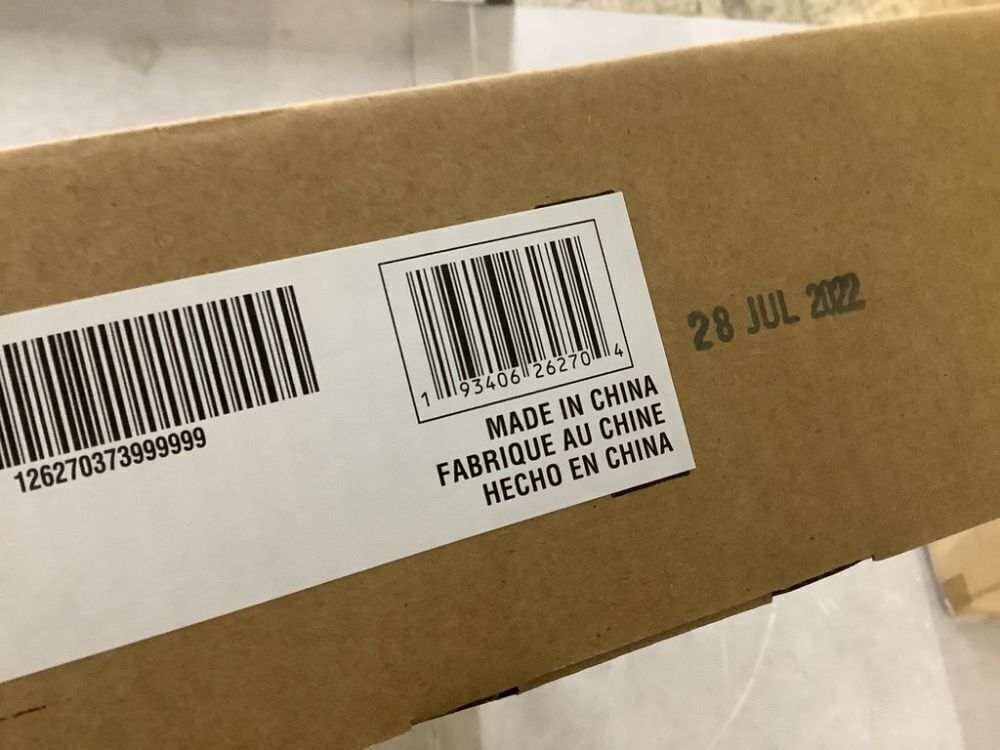 126270373999999
1 93406 26270 4
MADE IN CHINA
FABRIQUE AU CHINE
HECHO EN CHINA
28 JUL 2022